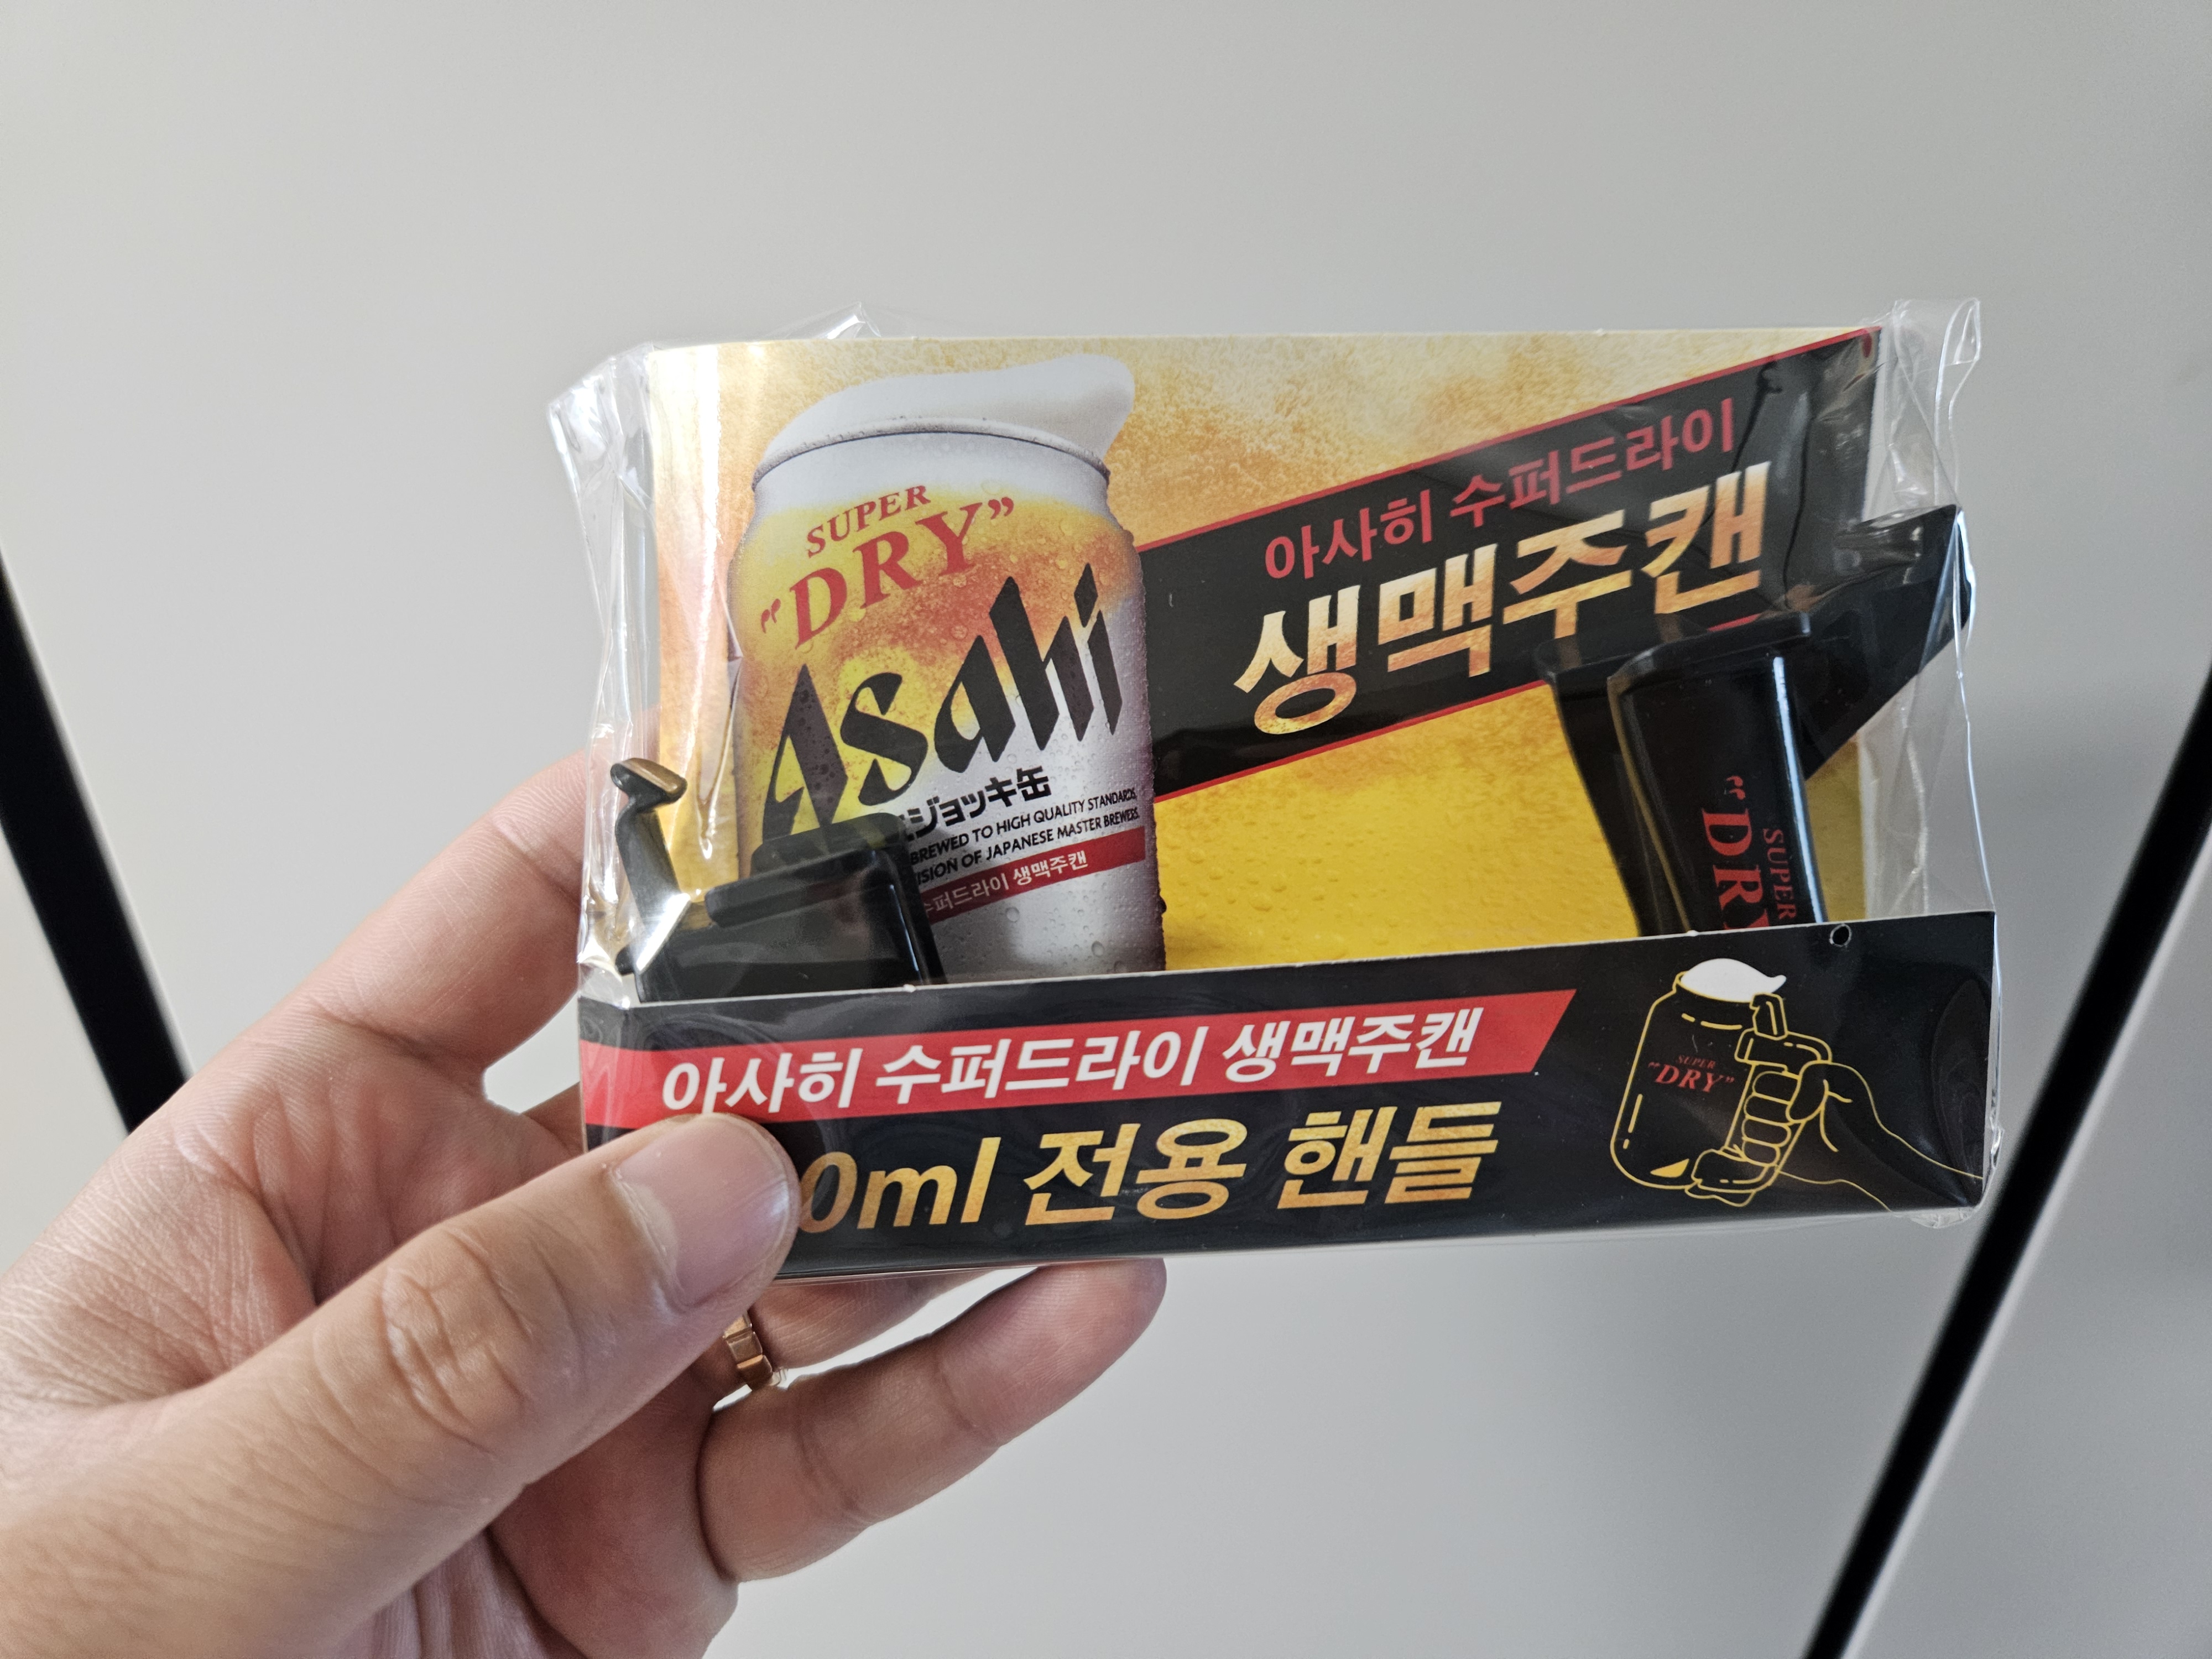 SUPER
"DRY"
Asahi
ジョッキ缶
BREWED TO HIGH QUALITY STANDARDS
OF JAPANESE MASTER BREWERS.
수퍼드라이 생맥주캔
아사히 수퍼드라이
생맥주캔
SUPER
"DRY
아사히 수퍼드라이 생맥주캔
0ml 전용 핸들
SUPER
"DRY"